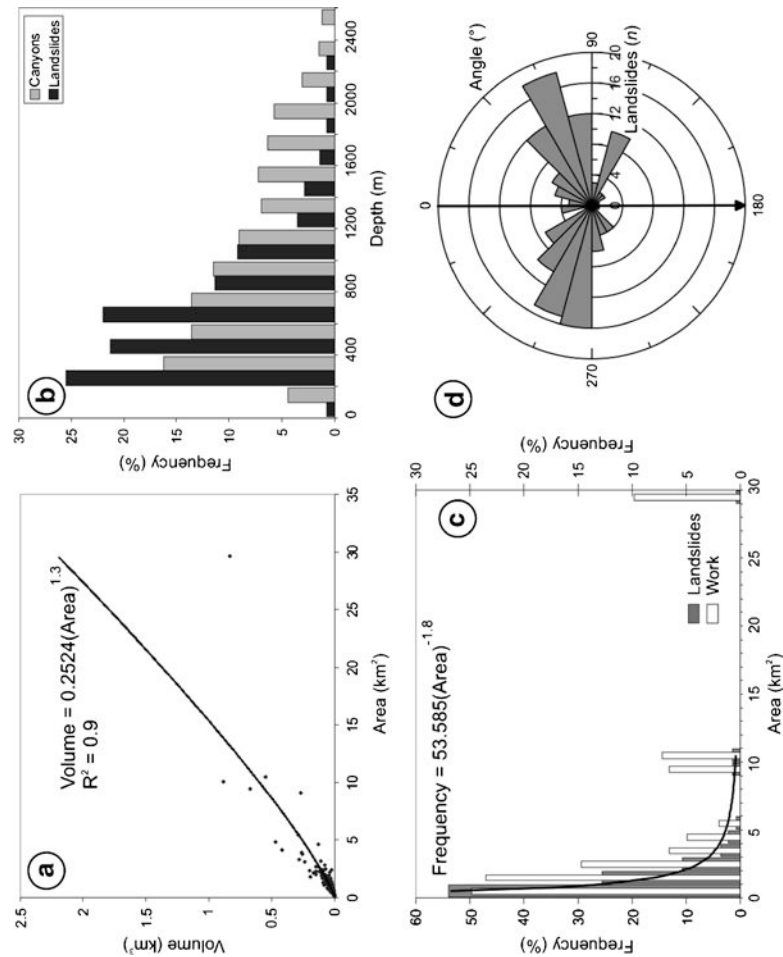 a
Volume = 0.2524(Area)^1.3
R² = 0.9
Volume (km³)
2.5
2
1.5
1
0.5
0
0 5 10 15 20 25 30 35
Area (km²)
b
Canyons
Landslides
Frequency (%)
30
25
20
15
10
5
0
0 400 800 1200 1600 2000 2400
Depth (m)
c
Frequency = 53.585(Area)^-1.8
Landslides
Work
Frequency (%)
60
50
40
30
20
10
0
0 5 10 15 20 25 30
Area (km²)
30
25
20
15
10
5
0
Frequency (%)
d
Angle (°)
0
90
180
270
Landslides (n)
0 4 12 16 20